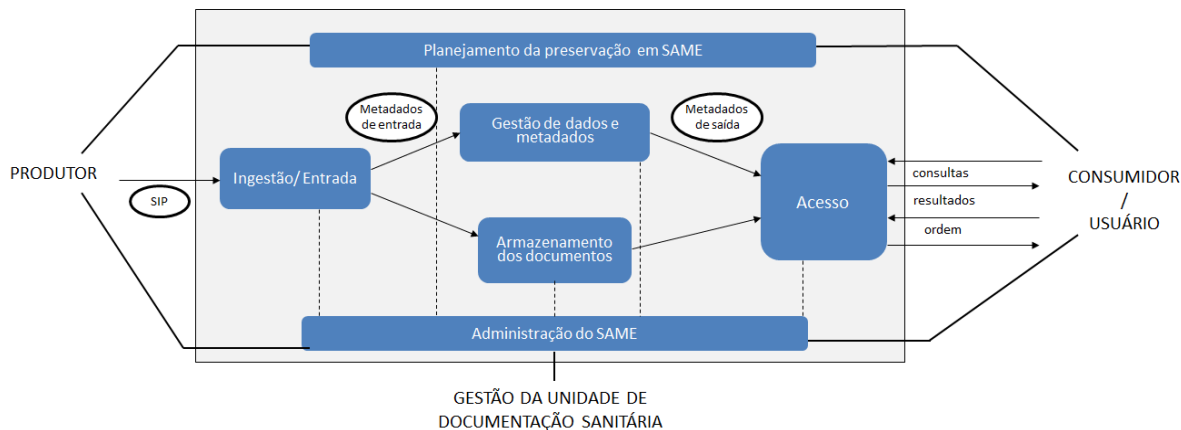 Planejamento da preservação em SAME
Metadados
de entrada
Gestão de dados e
metadados
Metadados
de saída
PRODUTOR
SIP
Ingestão/ Entrada
Acesso
consultas
resultados
ordem
CONSUMIDOR
/
USUÁRIO
Armazenamento
dos documentos
Administração do SAME
GESTÃO DA UNIDADE DE
DOCUMENTAÇÃO SANITÁRIA